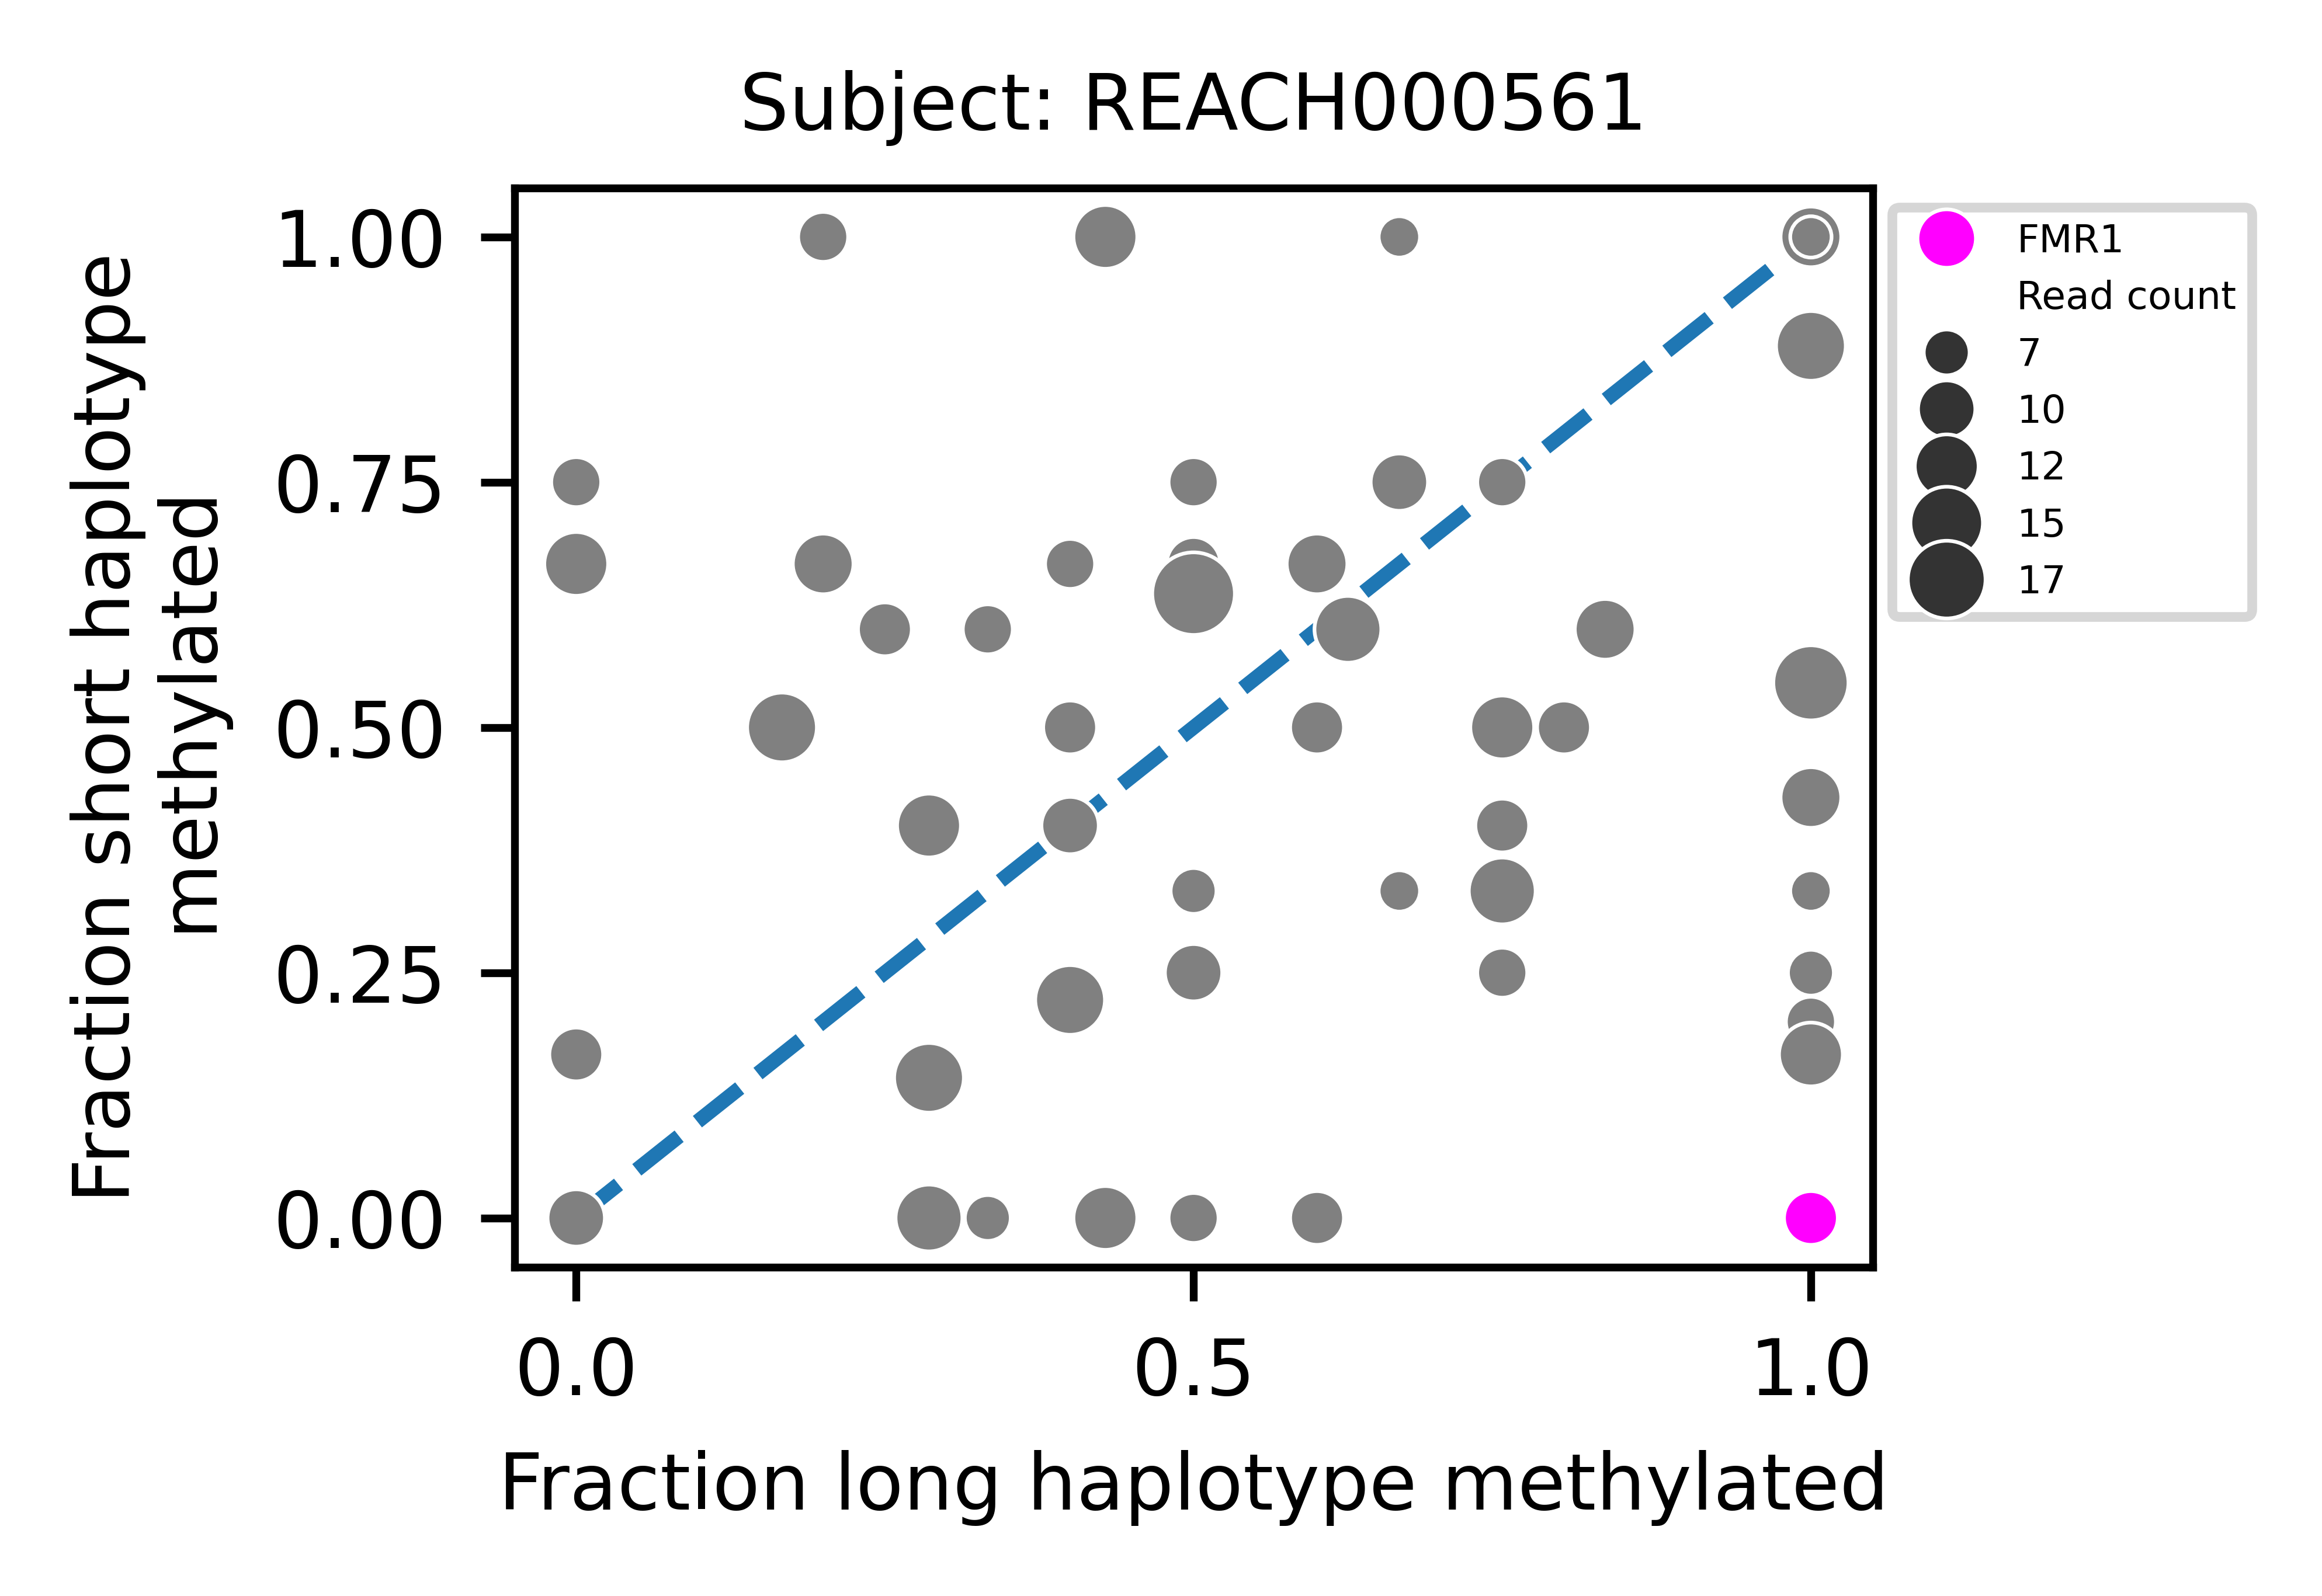 Subject: REACH000561
Fraction short haplotype
methylated
1.00
0.75
0.50
0.25
0.00
0.0
0.5
1.0
Fraction long haplotype methylated
FMR1
Read count
7
10
12
15
17